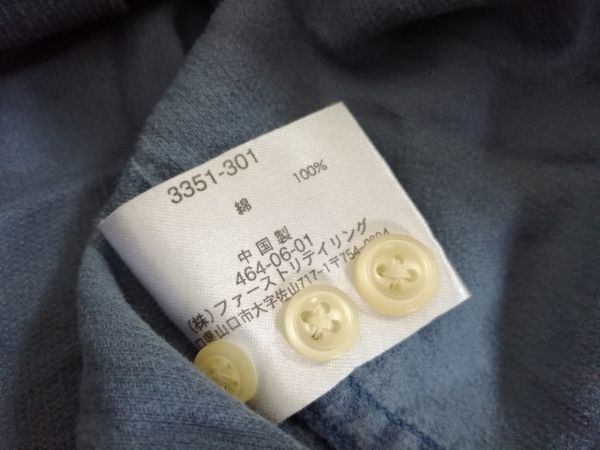 3351-301
綿 100%
中国製
464-06-01
(株)ファーストリテイリング
口県山口市大字佐山717-1〒754-0894